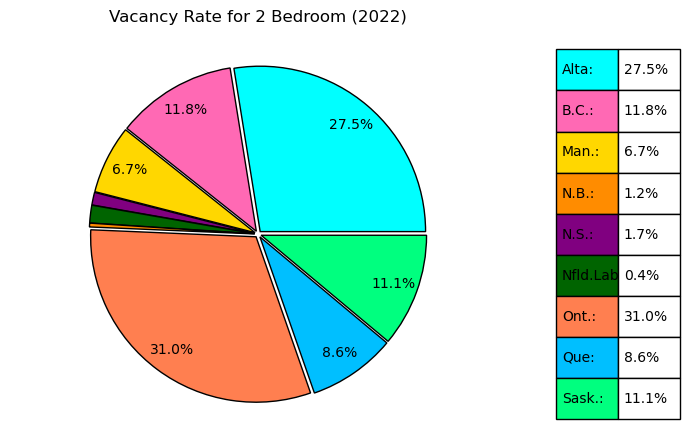 Vacancy Rate for 2 Bedroom (2022)
27.5%
11.8%
6.7%
31.0%
8.6%
11.1%
Alta: 27.5%
B.C.: 11.8%
Man.: 6.7%
N.B.: 1.2%
N.S.: 1.7%
Nfld.Lab 0.4%
Ont.: 31.0%
Que: 8.6%
Sask.: 11.1%